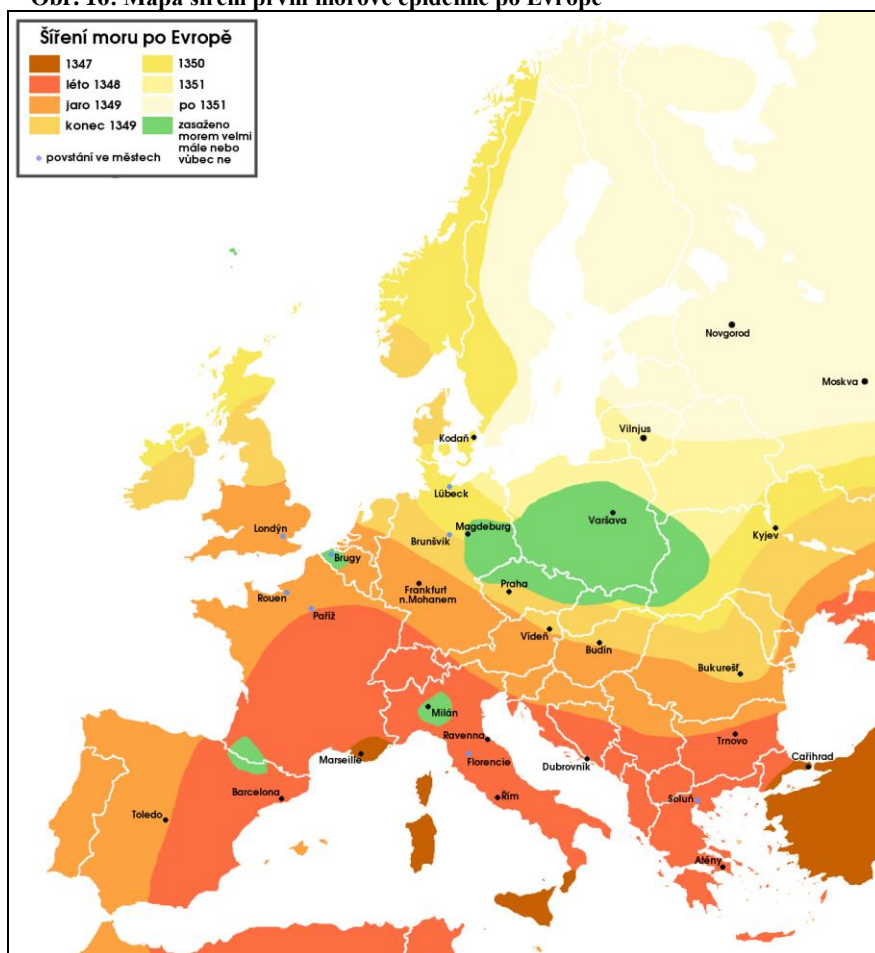 Obr. 16: Mapa šíření první morové epidemie po Evropě
Šíření moru po Evropě
1347
léto 1348
jaro 1349
konec 1349
povstání ve městech
1350
1351
po 1351
zasaženo
morem velmi
mále nebo
vůbec ne
Novgorod
Moskva
Vilnjus
Kodaň
Lübeck
Magdeburg
Varšava
Kyjev
Brunšvik
Londýn
Brugy
Frankfurt
n.Mohanem
Praha
Rouen
Paříž
Vídeň
Budín
Bukurešť
Milán
Ravenna
Trnovo
Marseille
Florencie
Dubrovník
Cařihrad
Barcelona
Řím
Soluň
Toledo
Atény